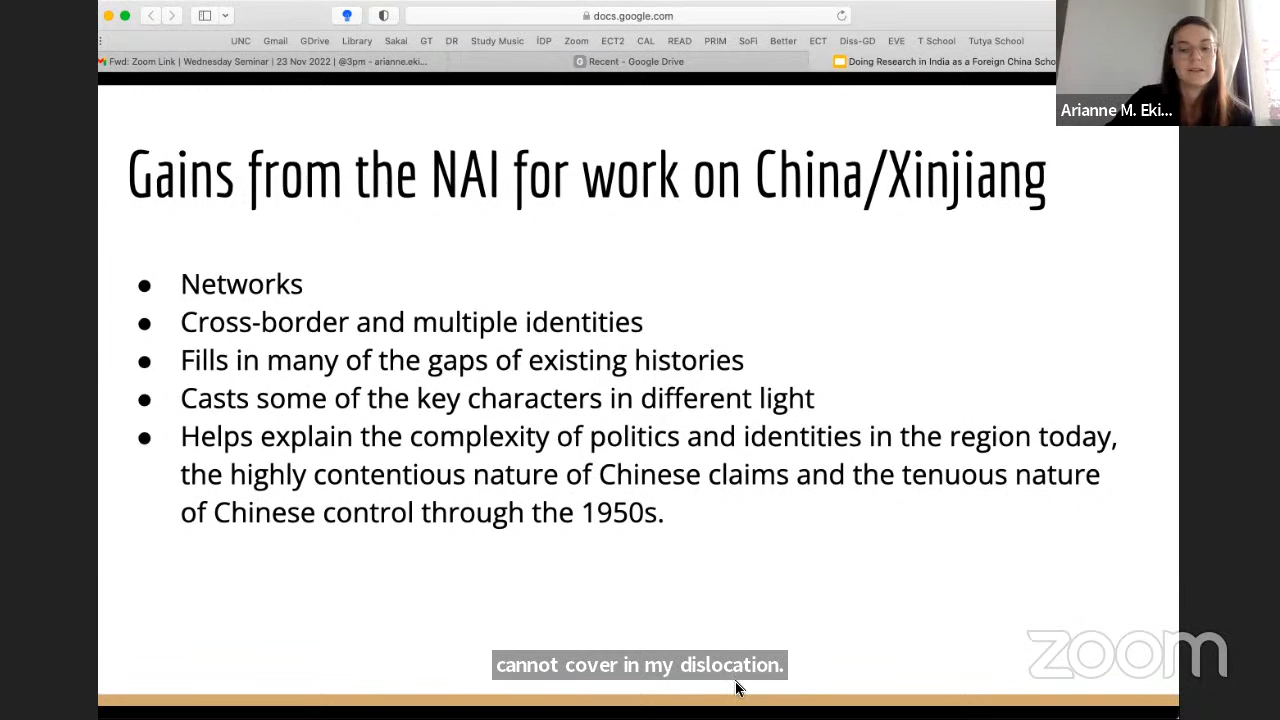 docs.google.com
UNC Gmail GDrive Library Sakai GT DR Study Music IDP Zoom ECT2 CAL READ PRIM SoFi Better ECT Diss-GD EVE T School Tutya School
Fwd: Zoom Link | Wednesday Seminar | 23 Nov 2022 | @3pm - arianne.eki... Recent - Google Drive Doing Research in India as a Foreign China Scho
Arianne M. Eki...
Gains from the NAI for work on China/Xinjiang
● Networks
● Cross-border and multiple identities
● Fills in many of the gaps of existing histories
● Casts some of the key characters in different light
● Helps explain the complexity of politics and identities in the region today,
the highly contentious nature of Chinese claims and the tenuous nature
of Chinese control through the 1950s.
zoom
cannot cover in my dislocation.